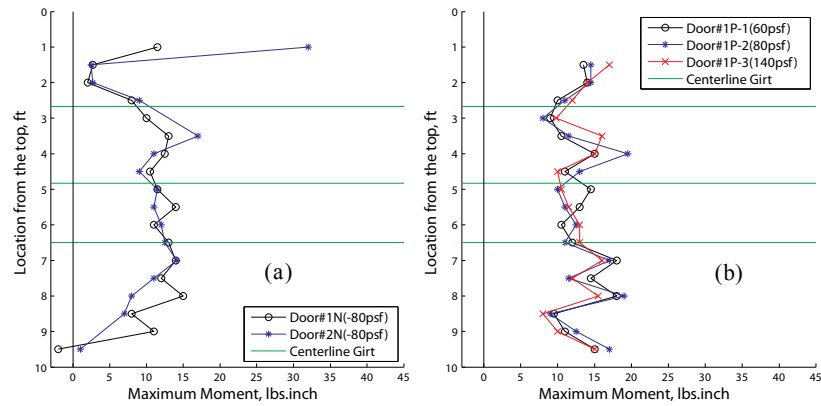 0
1
2
3
4
5
6
7
8
9
10
Location from the top, ft
(a)
Door#1N(-80psf)
Door#2N(-80psf)
Centerline Girt
0 5 10 15 20 25 30 35 40 45
Maximum Moment, lbs.inch
0
1
2
3
4
5
6
7
8
9
10
Location from the top, ft
Door#1P-1(60psf)
Door#1P-2(80psf)
Door#1P-3(140psf)
Centerline Girt
(b)
0 5 10 15 20 25 30 35 40 45
Maximum Moment, lbs.inch